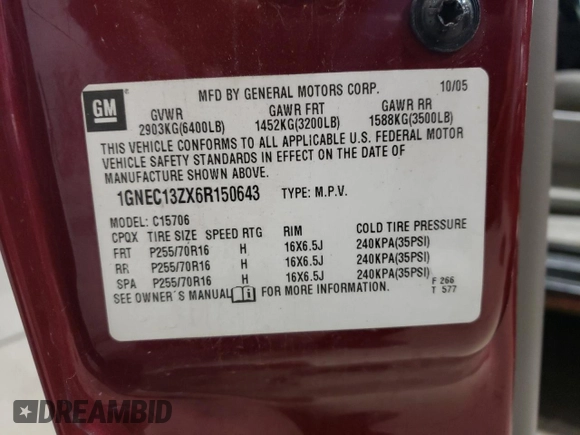 GM
MFD BY GENERAL MOTORS CORP. 10/05
GVWR GAWR FRT GAWR RR
2903KG(6400LB) 1452KG(3200LB) 1588KG(3500LB)
THIS VEHICLE CONFORMS TO ALL APPLICABLE U.S. FEDERAL MOTOR
VEHICLE SAFETY STANDARDS IN EFFECT ON THE DATE OF
MANUFACTURE SHOWN ABOVE.
1GNEC13ZX6R150643 TYPE: M.P.V.
MODEL: C15706
CPQX TIRE SIZE SPEED RTG RIM COLD TIRE PRESSURE
FRT P255/70R16 H 16X6.5J 240KPA(35PSI)
RR P255/70R16 H 16X6.5J 240KPA(35PSI)
SPA P255/70R16 H 16X6.5J 240KPA(35PSI)
SEE OWNER'S MANUAL FOR MORE INFORMATION. F 266
T 577
DREAMBID